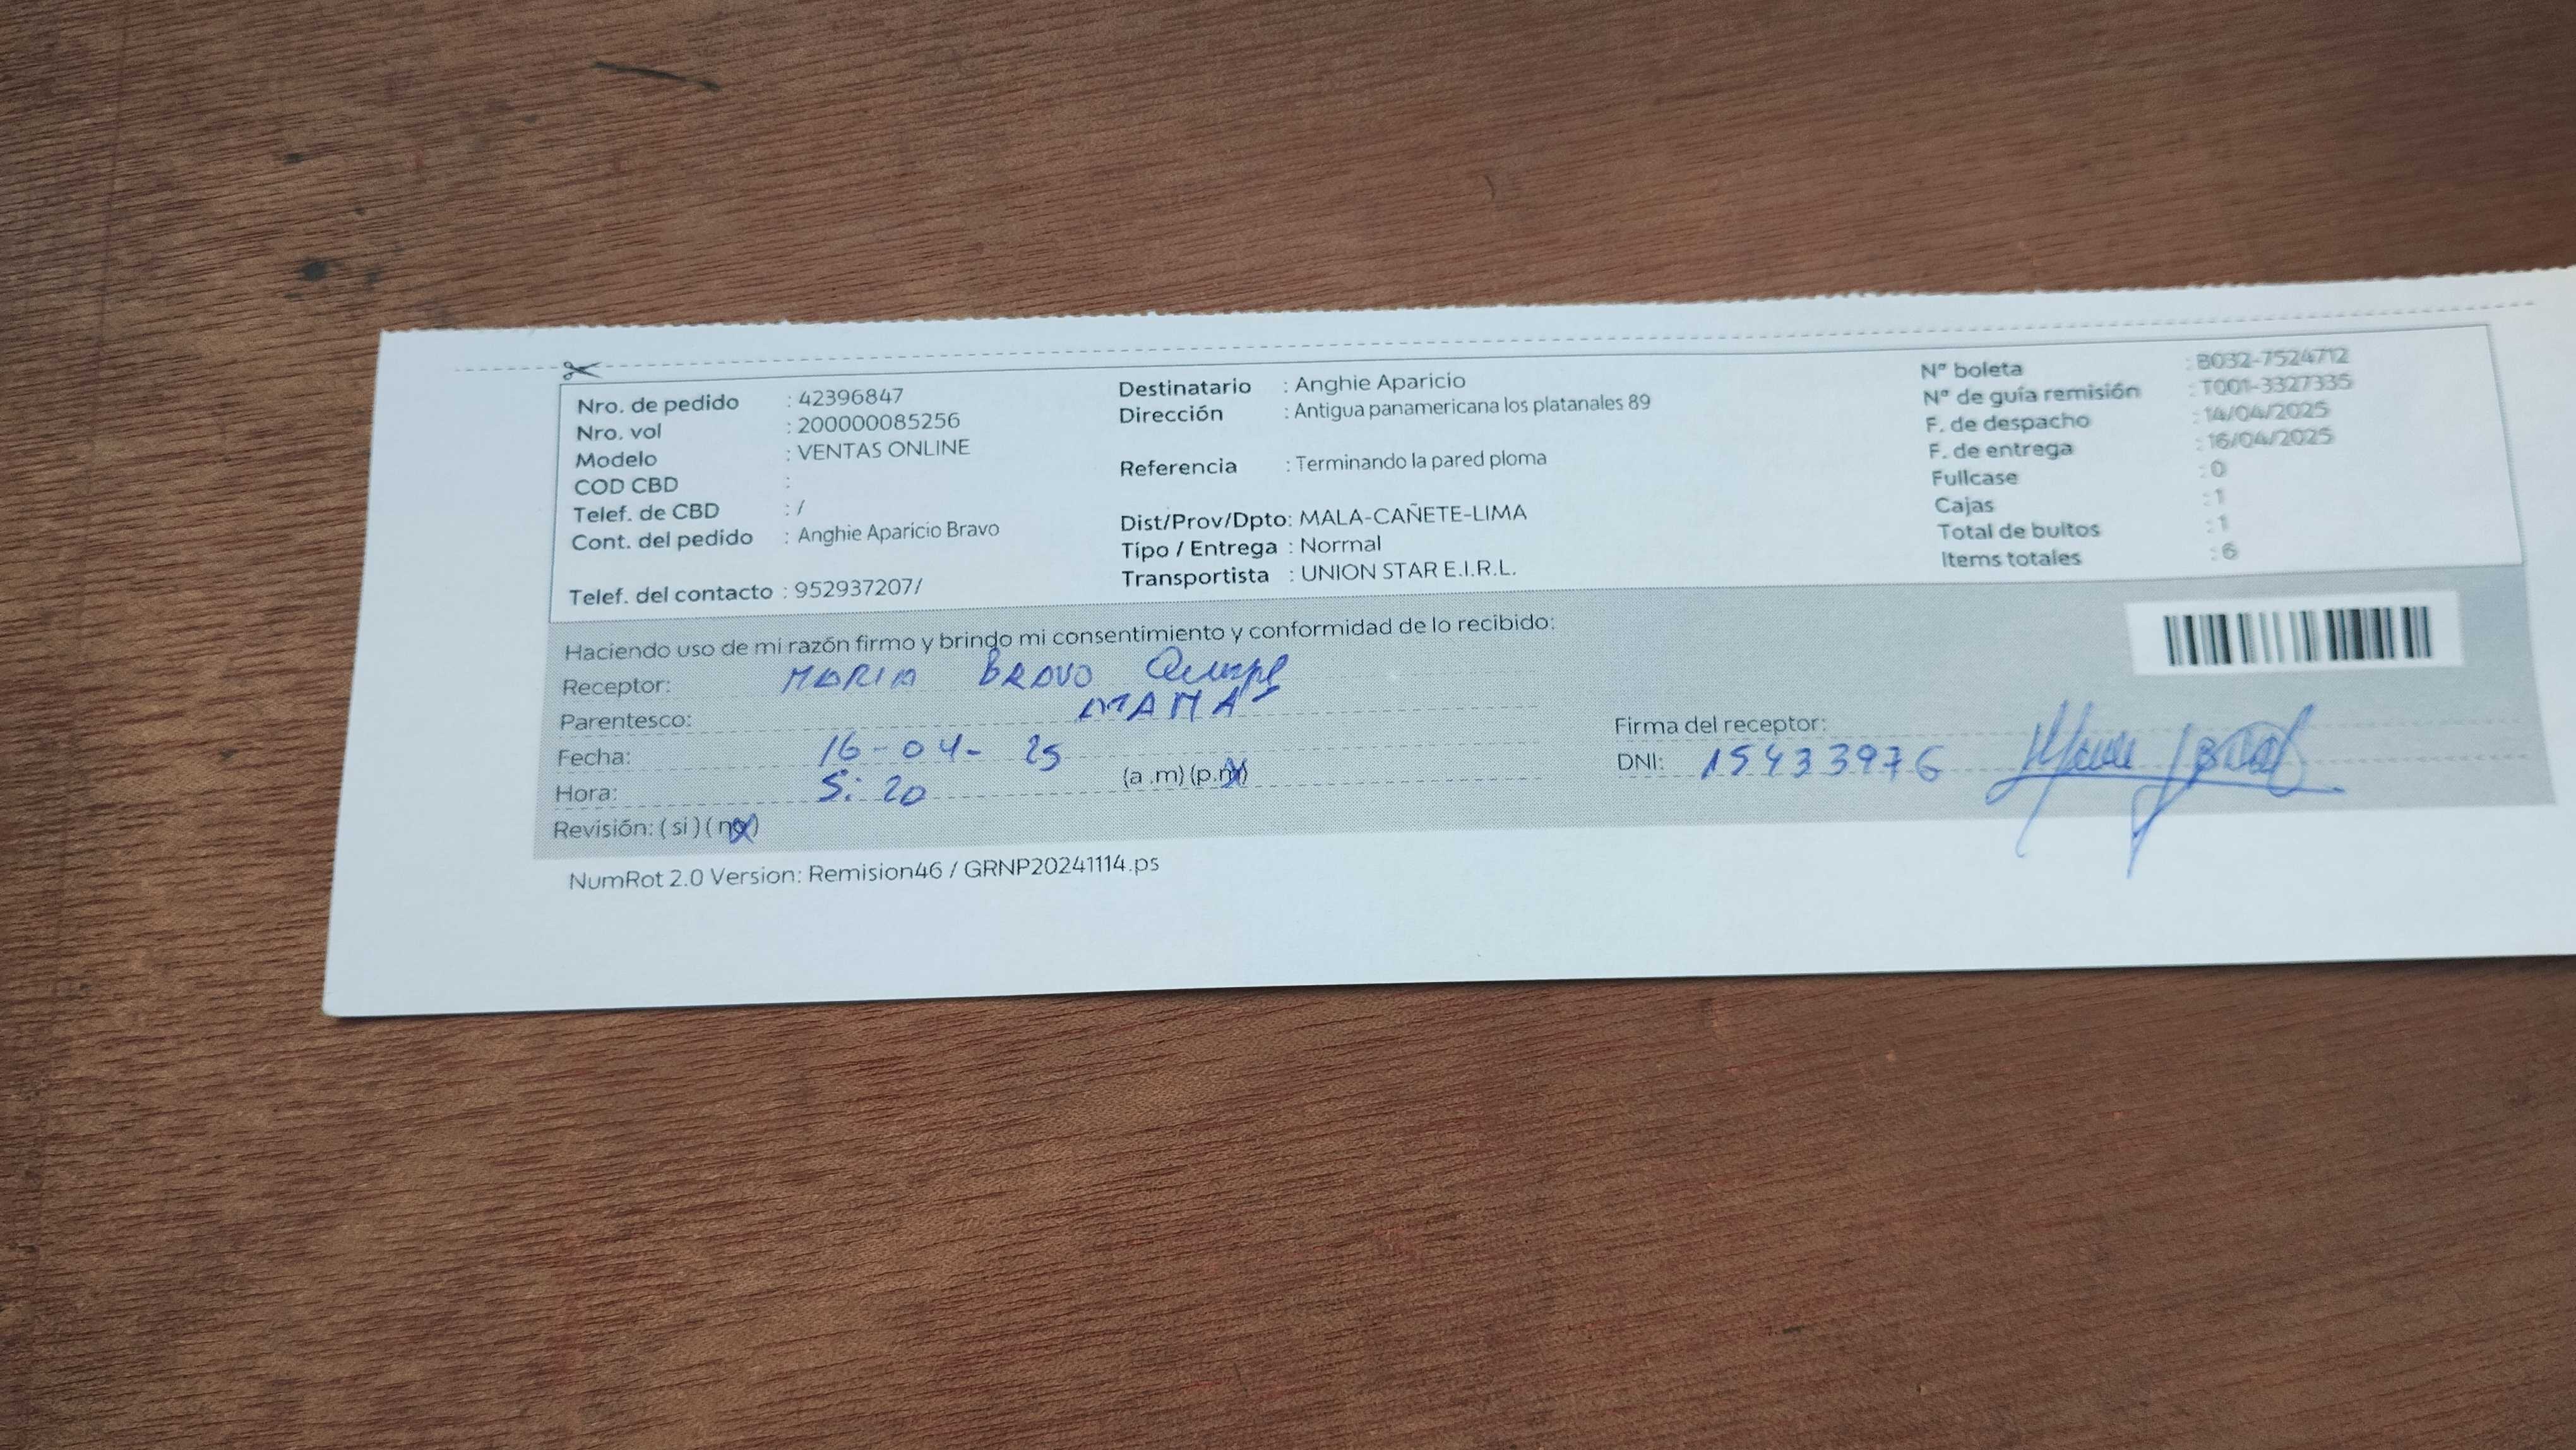 Nro. de pedido : 42396847
Nro. vol : 200000085256
Modelo : VENTAS ONLINE
COD CBD :
Telef. de CBD : /
Cont. del pedido : Anghie Aparicio Bravo
Telef. del contacto : 952937207/
Destinatario : Anghie Aparicio
Dirección : Antigua panamericana los platanales 89
Referencia : Terminando la pared ploma
Dist/Prov/Dpto: MALA-CAÑETE-LIMA
Tipo / Entrega : Normal
Transportista : UNION STAR E.I.R.L.
Nº boleta : B032-7524712
Nº de guía remisión : T001-3327335
F. de despacho : 14/04/2025
F. de entrega : 16/04/2025
Fullcase : 0
Cajas : 1
Total de bultos : 1
Items totales : 6
Haciendo uso de mi razón firmo y brindo mi consentimiento y conformidad de lo recibido:
Receptor: MARIA BRAVO Quispe
Parentesco: MAMA
Fecha: 16-04-25
Hora: 5:20 (a .m) (p.m)
Revisión: ( si ) ( no )
Firma del receptor:
DNI: 15433976
NumRot 2.0 Version: Remision46 / GRNP20241114.ps